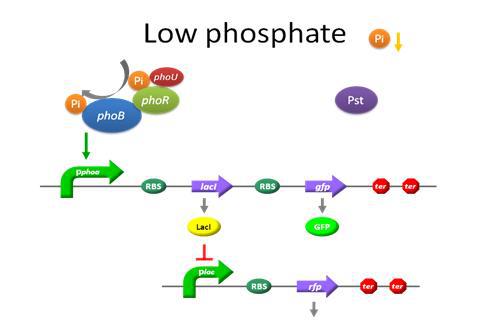 Low phosphate
Pi
Pi
phoU
Pi
phoR
phoB
Pst
pphoa
RBS
lacI
RBS
gfp
ter
ter
LacI
GFP
plac
RBS
rfp
ter
ter